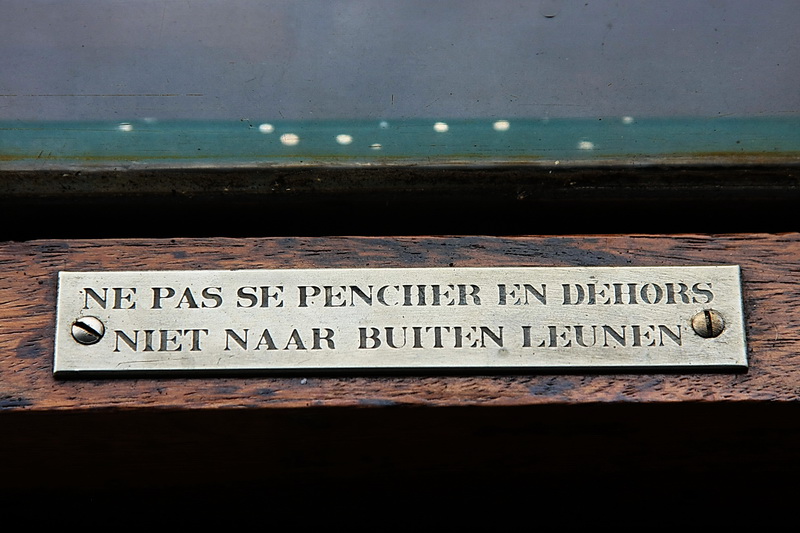 NE PAS SE PENCHER EN DEHORS
NIET NAAR BUITEN LEUNEN